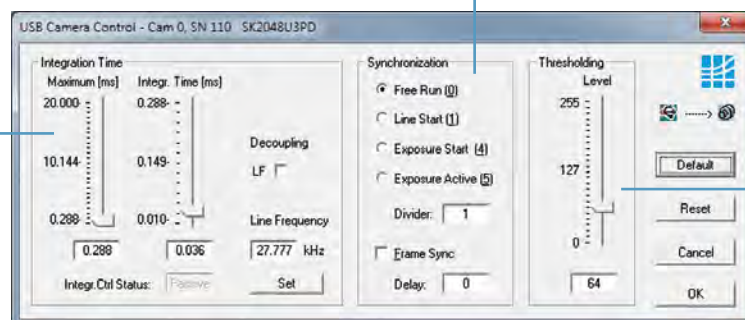 USB Camera Control - Cam 0, SN 110 SK2048U3PD
Integration Time
Maximum [ms] Integr. Time [ms]
20.000 0.288
10.144 0.149
0.288 0.010
0.288 0.036
Decoupling
LF
Line Frequency
27.777 kHz
Integr.Ctrl Status: Passive
Set
Synchronization
Free Run (0)
Line Start (1)
Exposure Start (4)
Exposure Active (5)
Divider: 1
Frame Sync
Delay: 0
Thresholding
Level
255
127
0
64
------>
Default
Reset
Cancel
OK